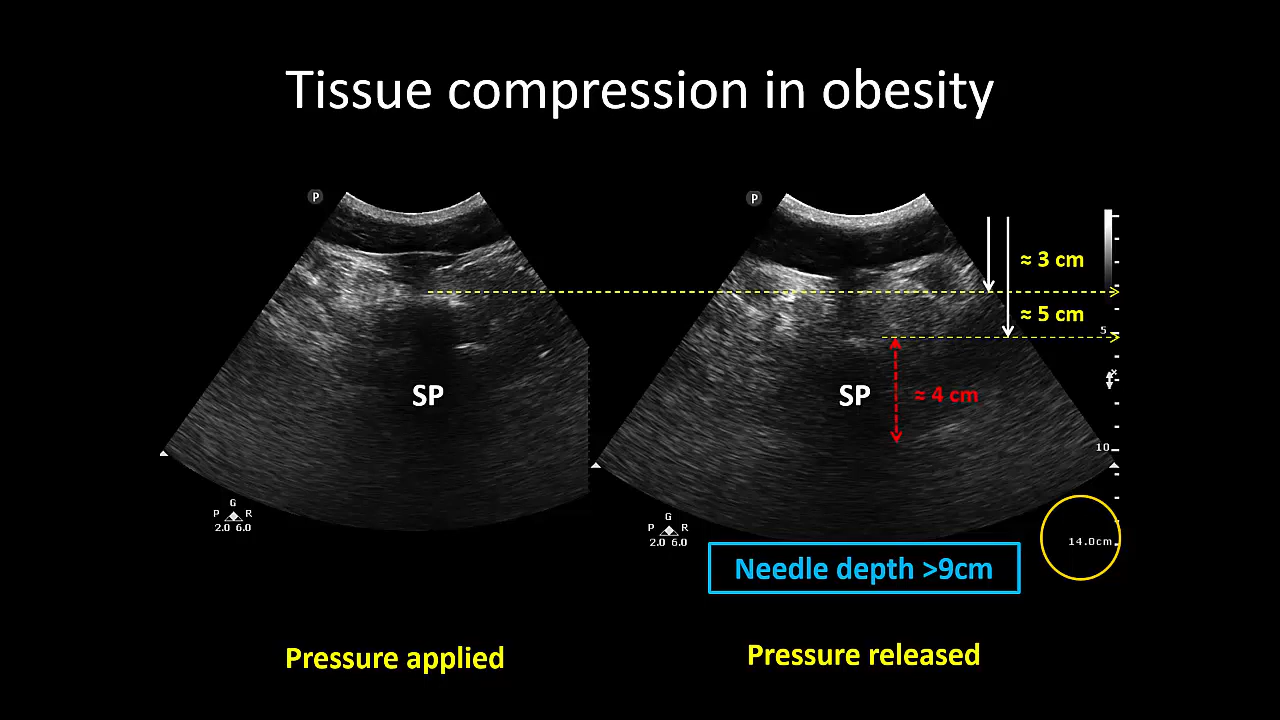 Tissue compression in obesity
P
P
≈ 3 cm
≈ 5 cm
5
SP
SP
≈ 4 cm
10
G
P R
2.0 6.0
G
P R
2.0 6.0
14.0cm
Needle depth >9cm
Pressure applied
Pressure released